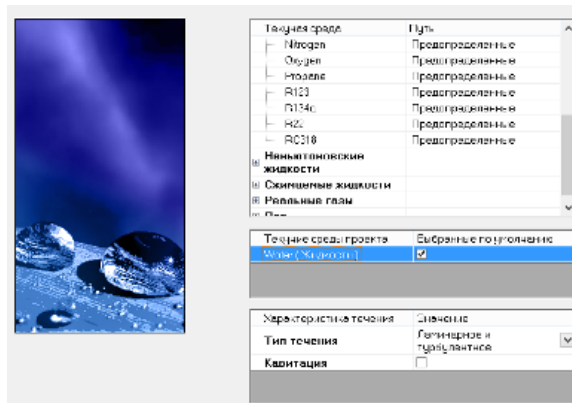 Текучая среда Путь
Nitrogen Предопределенные
Oxygen Предопределенные
Propane Предопределенные
R123 Предопределенные
R134a Предопределенные
R22 Предопределенные
RC318 Предопределенные
Неньютоновские
жидкости
Сжимаемые жидкости
Реальные газы
Текучие среды проекта Выбранные по умолчанию
Water ( Жидкости )
Характеристика течения Значение
Тип течения Ламинарное и
турбулентное
Кавитация